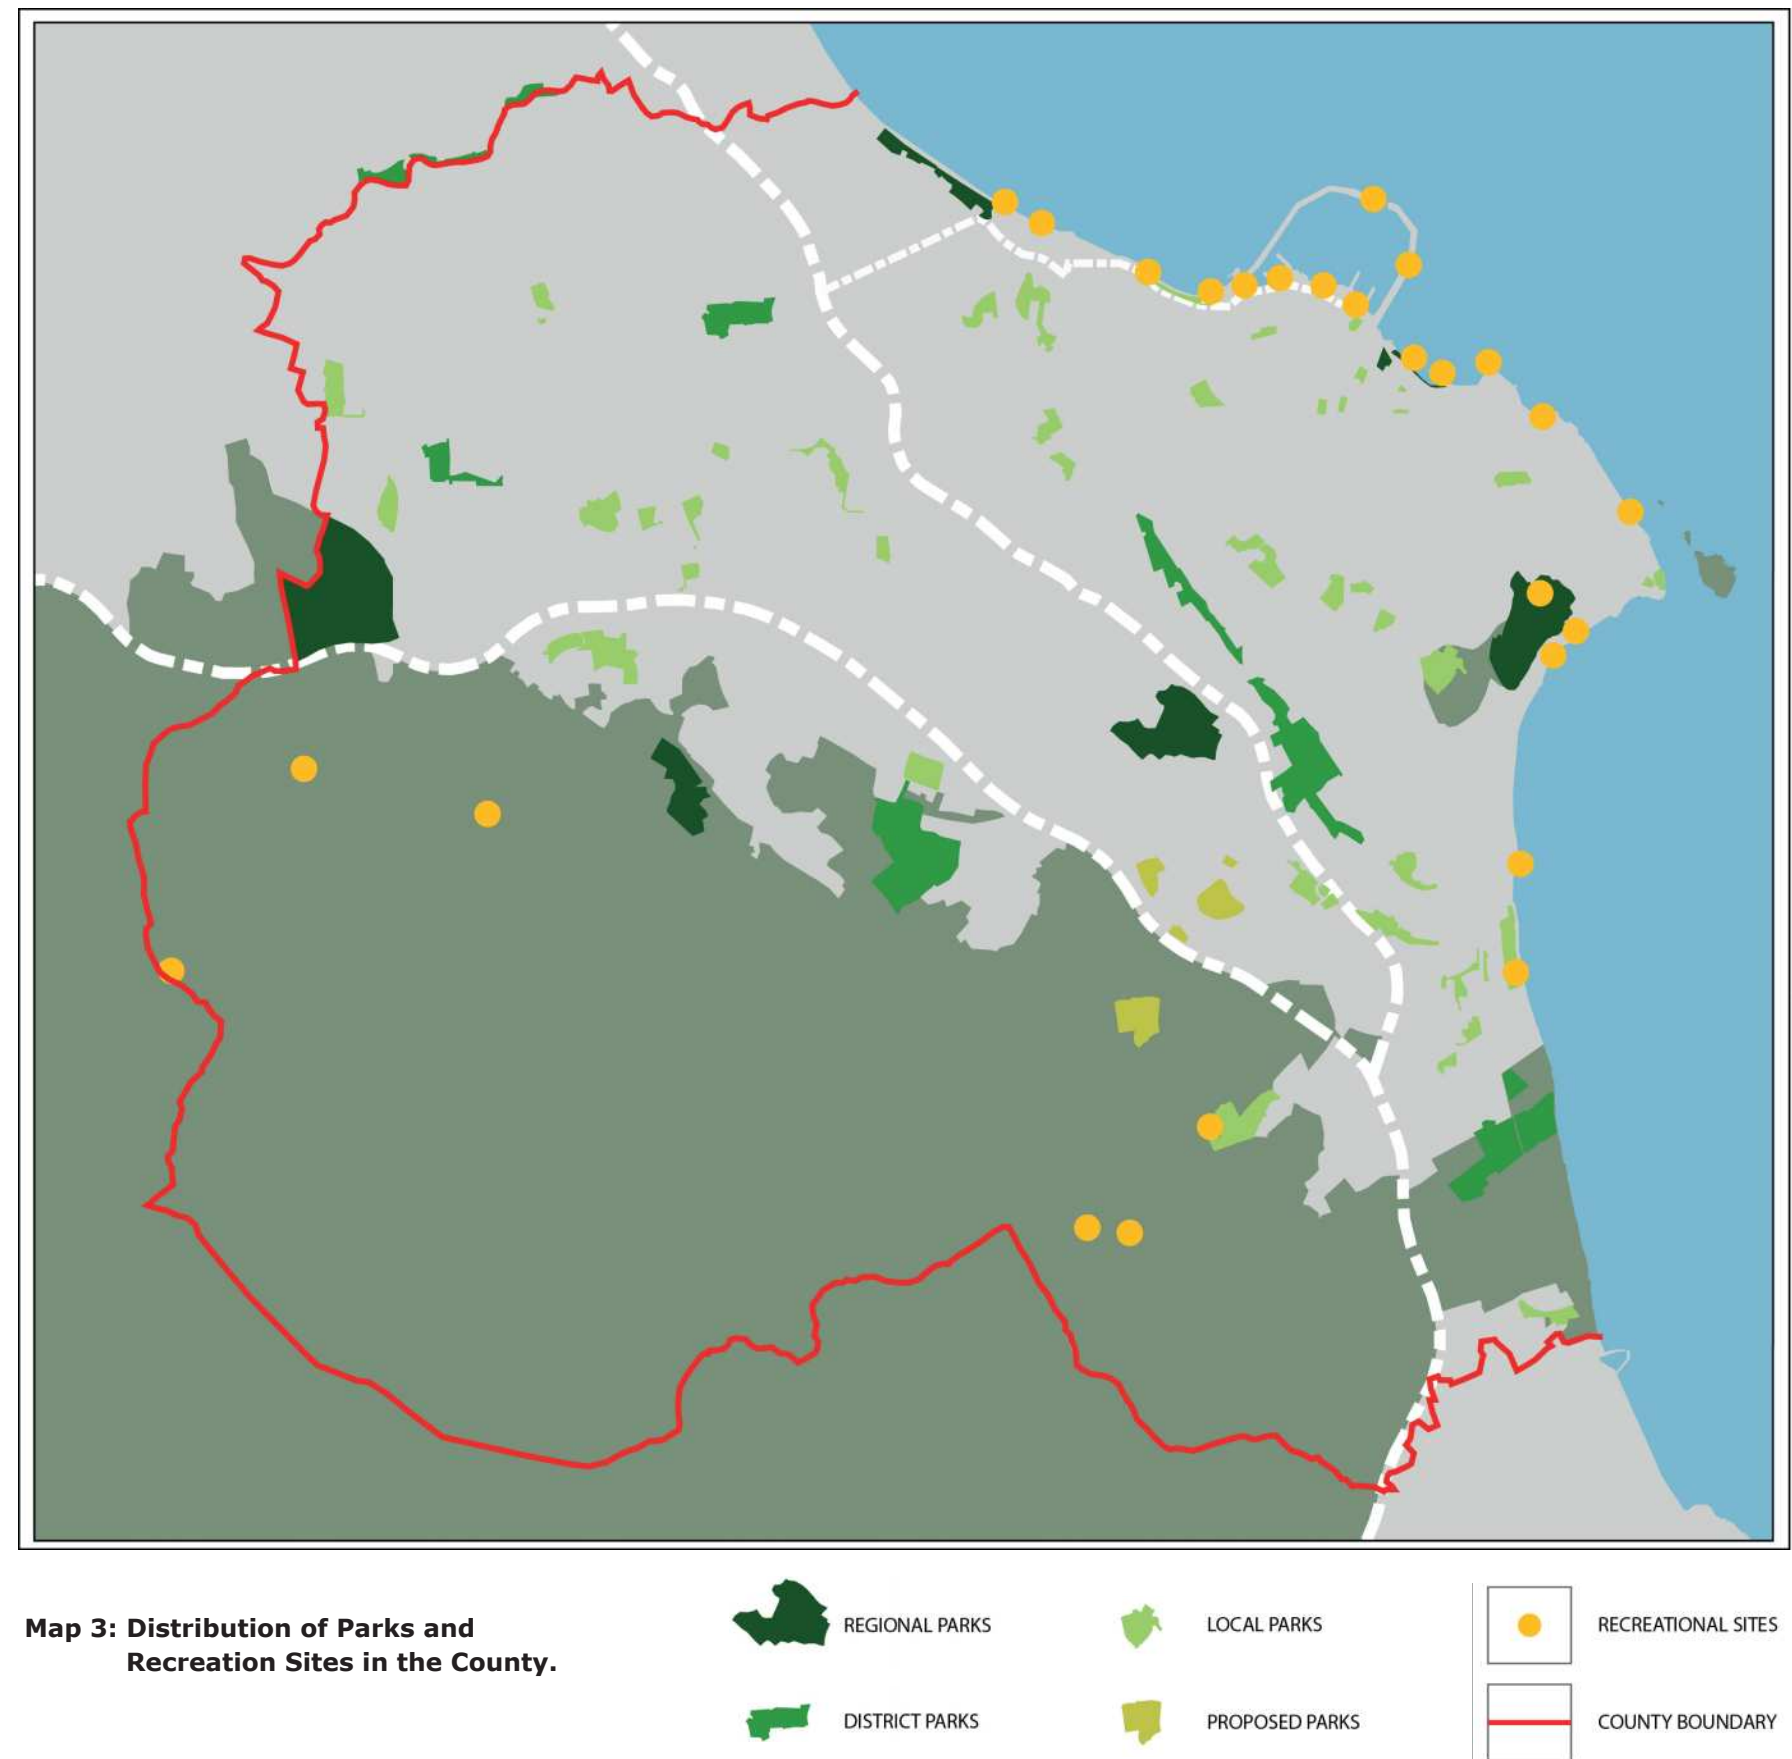 Map 3: Distribution of Parks and
Recreation Sites in the County.
REGIONAL PARKS
LOCAL PARKS
RECREATIONAL SITES
DISTRICT PARKS
PROPOSED PARKS
COUNTY BOUNDARY